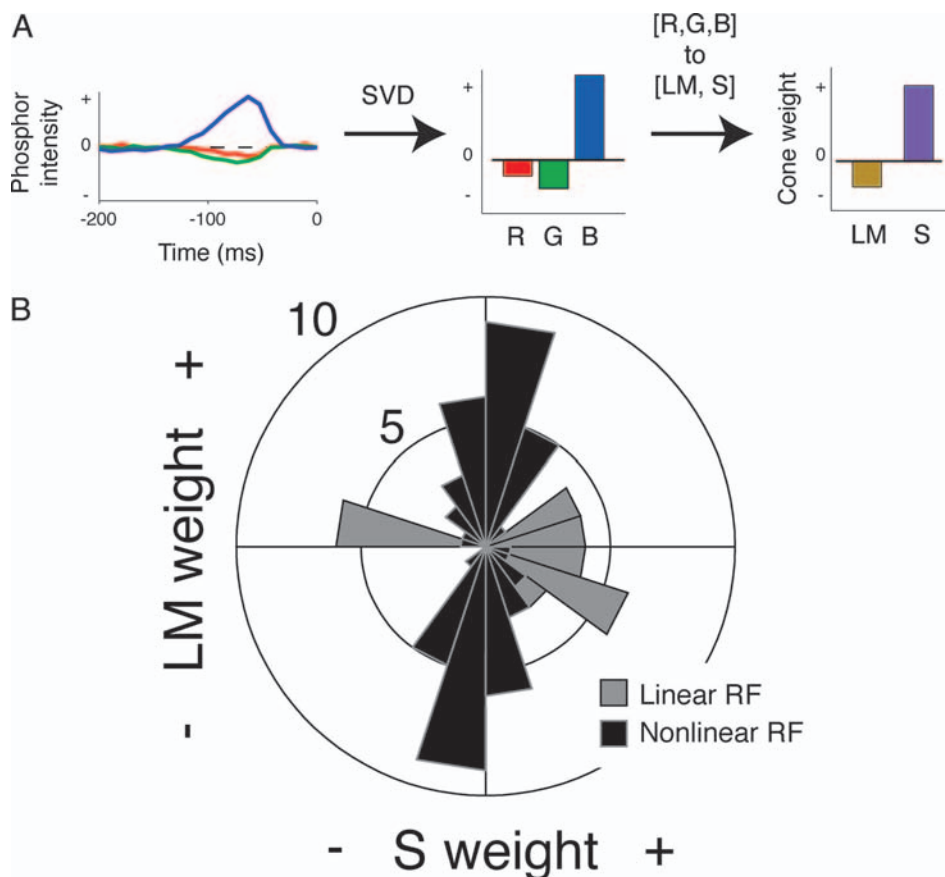 A
Phosphor
intensity
+
0
-
-200
-100
0
Time (ms)
SVD
+
0
-
R G B
[R,G,B]
to
[LM, S]
Cone weight
+
0
-
LM S
B
10
5
- LM weight +
Linear RF
Nonlinear RF
- S weight +